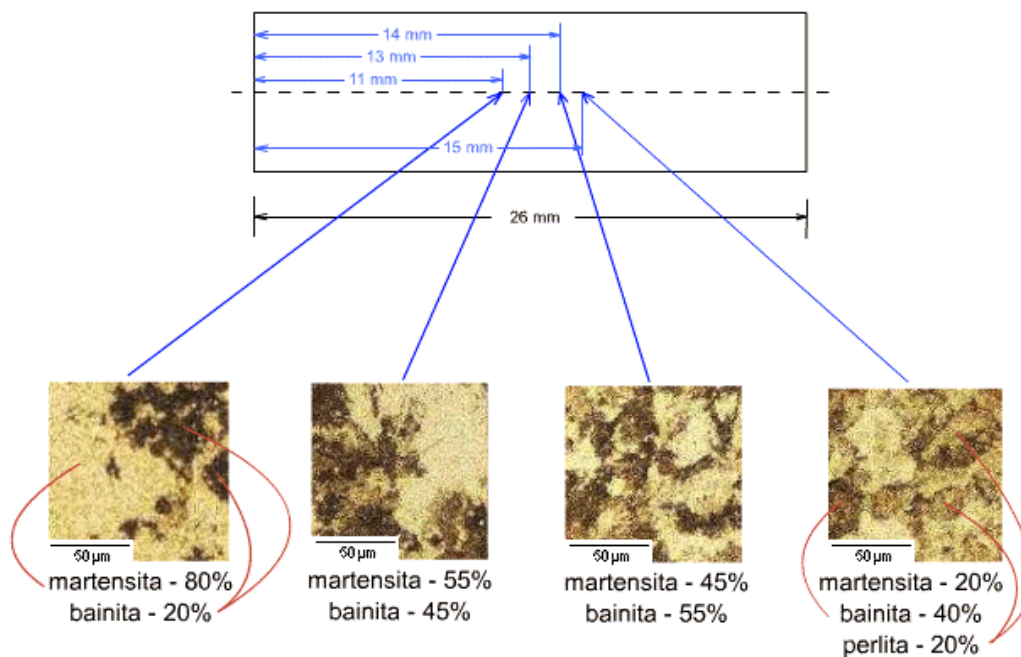 14 mm
13 mm
11 mm
15 mm
26 mm
50 µm
50 µm
50 µm
50 µm
martensita - 80%
bainita - 20%
martensita - 55%
bainita - 45%
martensita - 45%
bainita - 55%
martensita - 20%
bainita - 40%
perlita - 20%